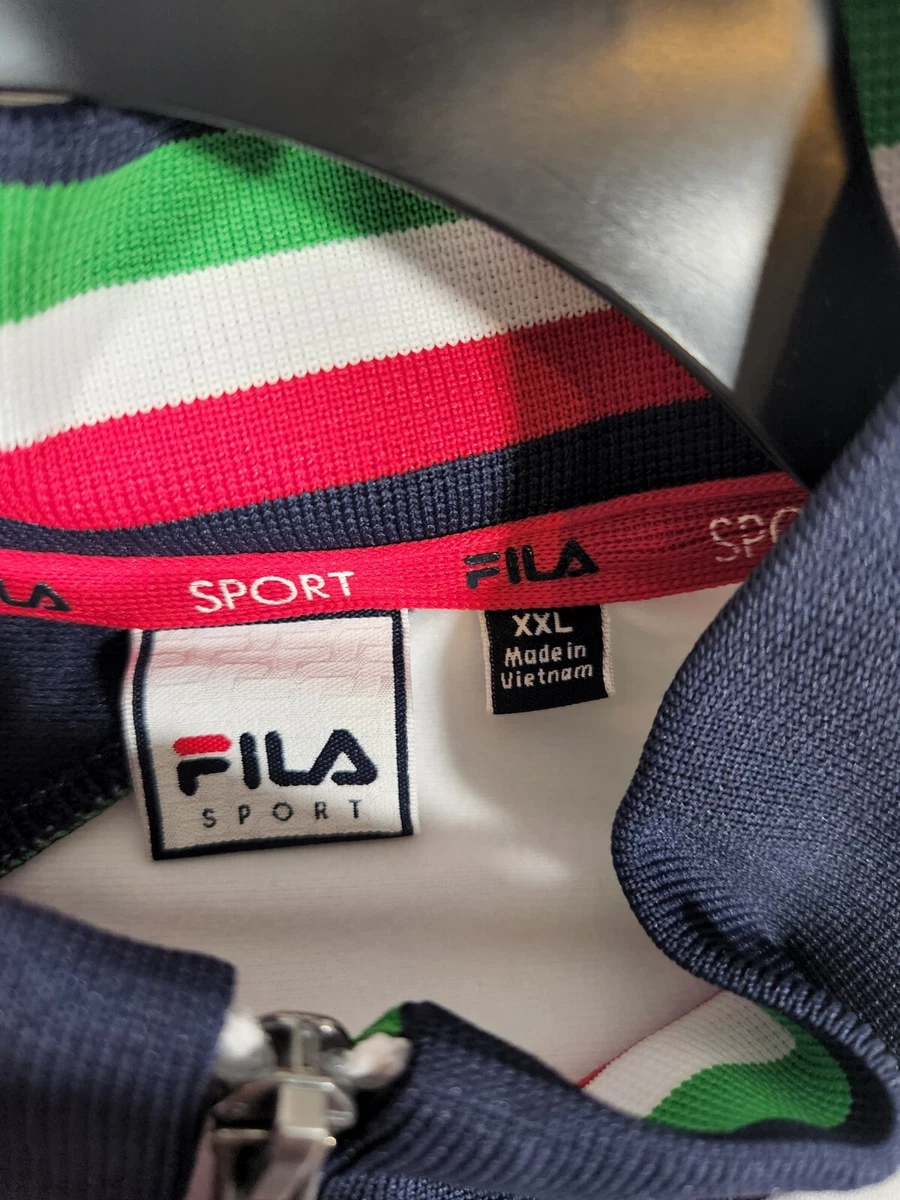 LA SPORT FILA SPO
XXL
Made in
Vietnam
FILA
SPORT